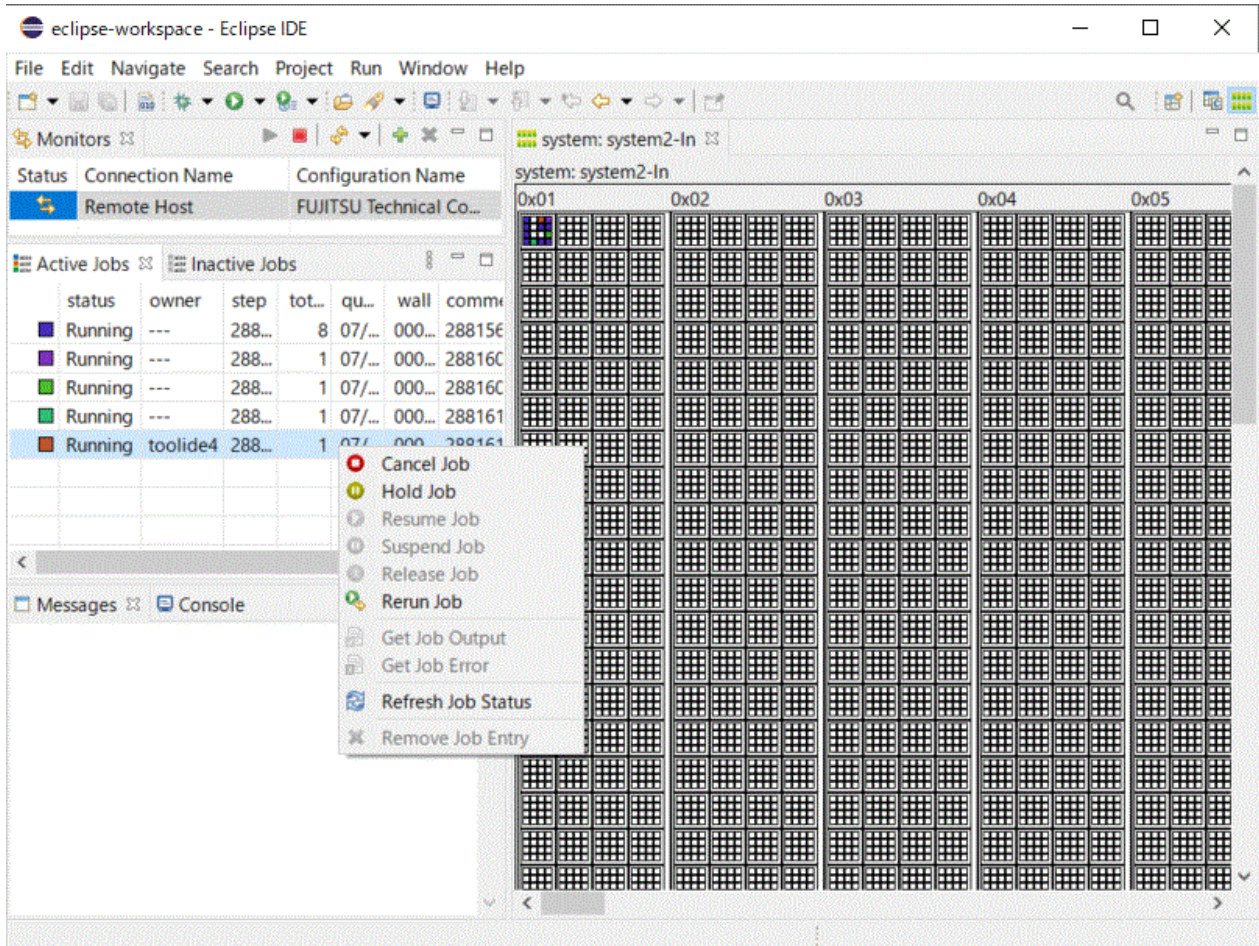 eclipse-workspace - Eclipse IDE
File Edit Navigate Search Project Run Window Help
Monitors
Status Connection Name Configuration Name
Remote Host FUJITSU Technical Co...
Active Jobs Inactive Jobs
status owner step tot... qu... wall comme
Running --- 288... 8 07/... 000... 288156
Running --- 288... 1 07/... 000... 288160
Running --- 288... 1 07/... 000... 288160
Running --- 288... 1 07/... 000... 288161
Running toolide4 288... 1 07/ 000 288161
Cancel Job
Hold Job
Resume Job
Suspend Job
Release Job
Rerun Job
Get Job Output
Get Job Error
Refresh Job Status
Remove Job Entry
Messages Console
system: system2-In
system: system2-In
0x01 0x02 0x03 0x04 0x05